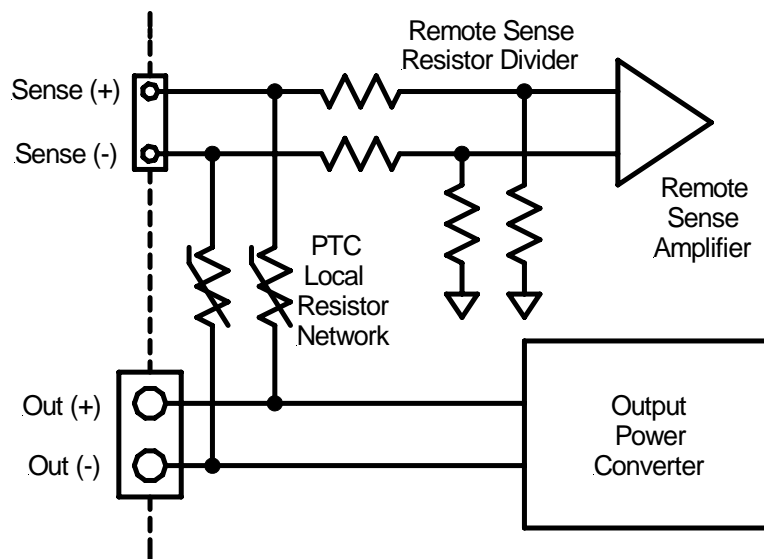 Remote Sense
Resistor Divider
Sense (+)
Sense (-)
Remote
Sense
Amplifier
PTC
Local
Resistor
Network
Out (+)
Out (-)
Output
Power
Converter